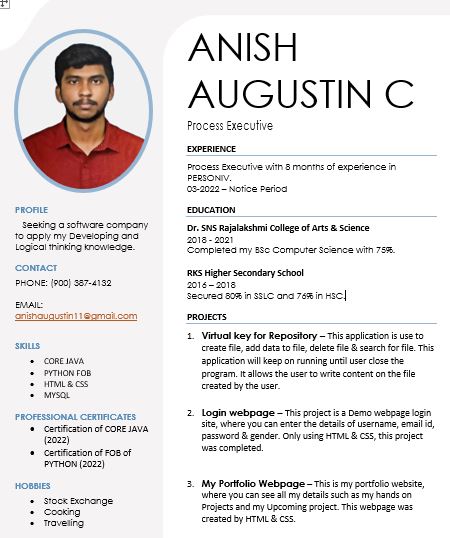 ANISH
AUGUSTIN C
Process Executive
EXPERIENCE
Process Executive with 8 months of experience in
PERSONIV.
03-2022 – Notice Period
EDUCATION
Dr. SNS Rajalakshmi College of Arts & Science
2018 - 2021
Completed my BSc Computer Science with 75%.
RKS Higher Secondary School
2016 – 2018
Secured 80% in SSLC and 76% in HSC.
PROJECTS
1. Virtual key for Repository – This application is use to
create file, add data to file, delete file & search for file. This
application will keep on running until user close the
program. It allows the user to write content on the file
created by the user.
2. Login webpage – This project is a Demo webpage login
site, where you can enter the details of username, email id,
password & gender. Only using HTML & CSS, this project
was completed.
3. My Portfolio Webpage – This is my portfolio website,
where you can see all my details such as my hands on
Projects and my Upcoming project. This webpage was
created by HTML & CSS.
PROFILE
Seeking a software company
to apply my Developing and
Logical thinking knowledge.
CONTACT
PHONE: (900) 387-4132
EMAIL:
anishaugustin11@gmail.com
SKILLS
• CORE JAVA
• PYTHON FOB
• HTML & CSS
• MYSQL
PROFESSIONAL CERTIFICATES
• Certification of CORE JAVA
(2022)
• Certification of FOB of
PYTHON (2022)
HOBBIES
• Stock Exchange
• Cooking
• Travelling